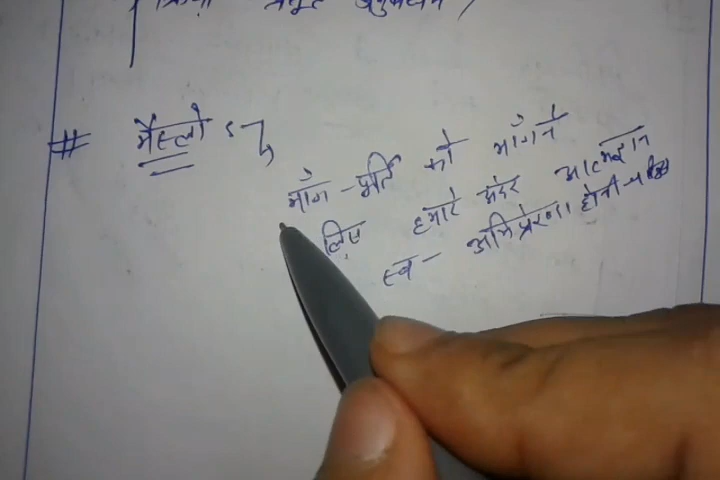 # मैस्लो :-
माँग - पूर्ति को माँगने
लिए हमारे अंदर आत्मज्ञान
स्व - अभिप्रेरणा होनी चाहिए